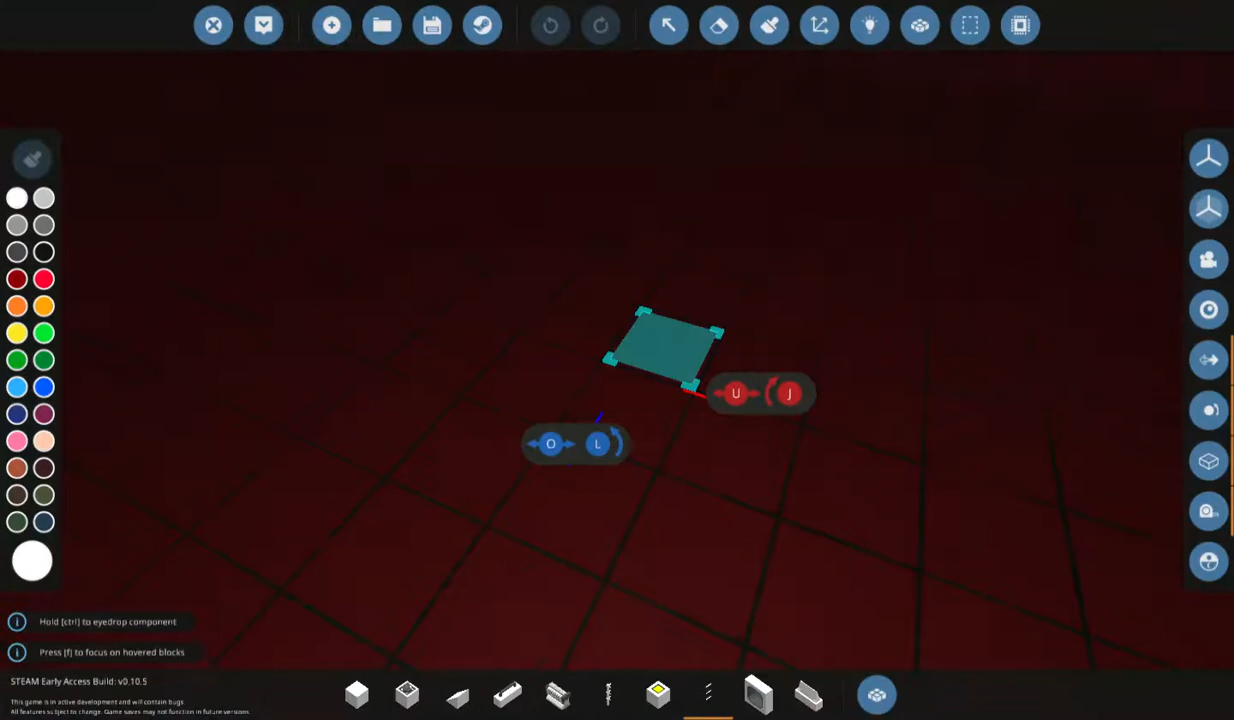 U
J
O
L
Hold [ctrl] to eyedrop component
Press [f] to focus on hovered blocks
STEAM Early Access Build: v0.10.5
This game is in active development and will contain bugs
All features subject to change. Game saves may not function in future versions